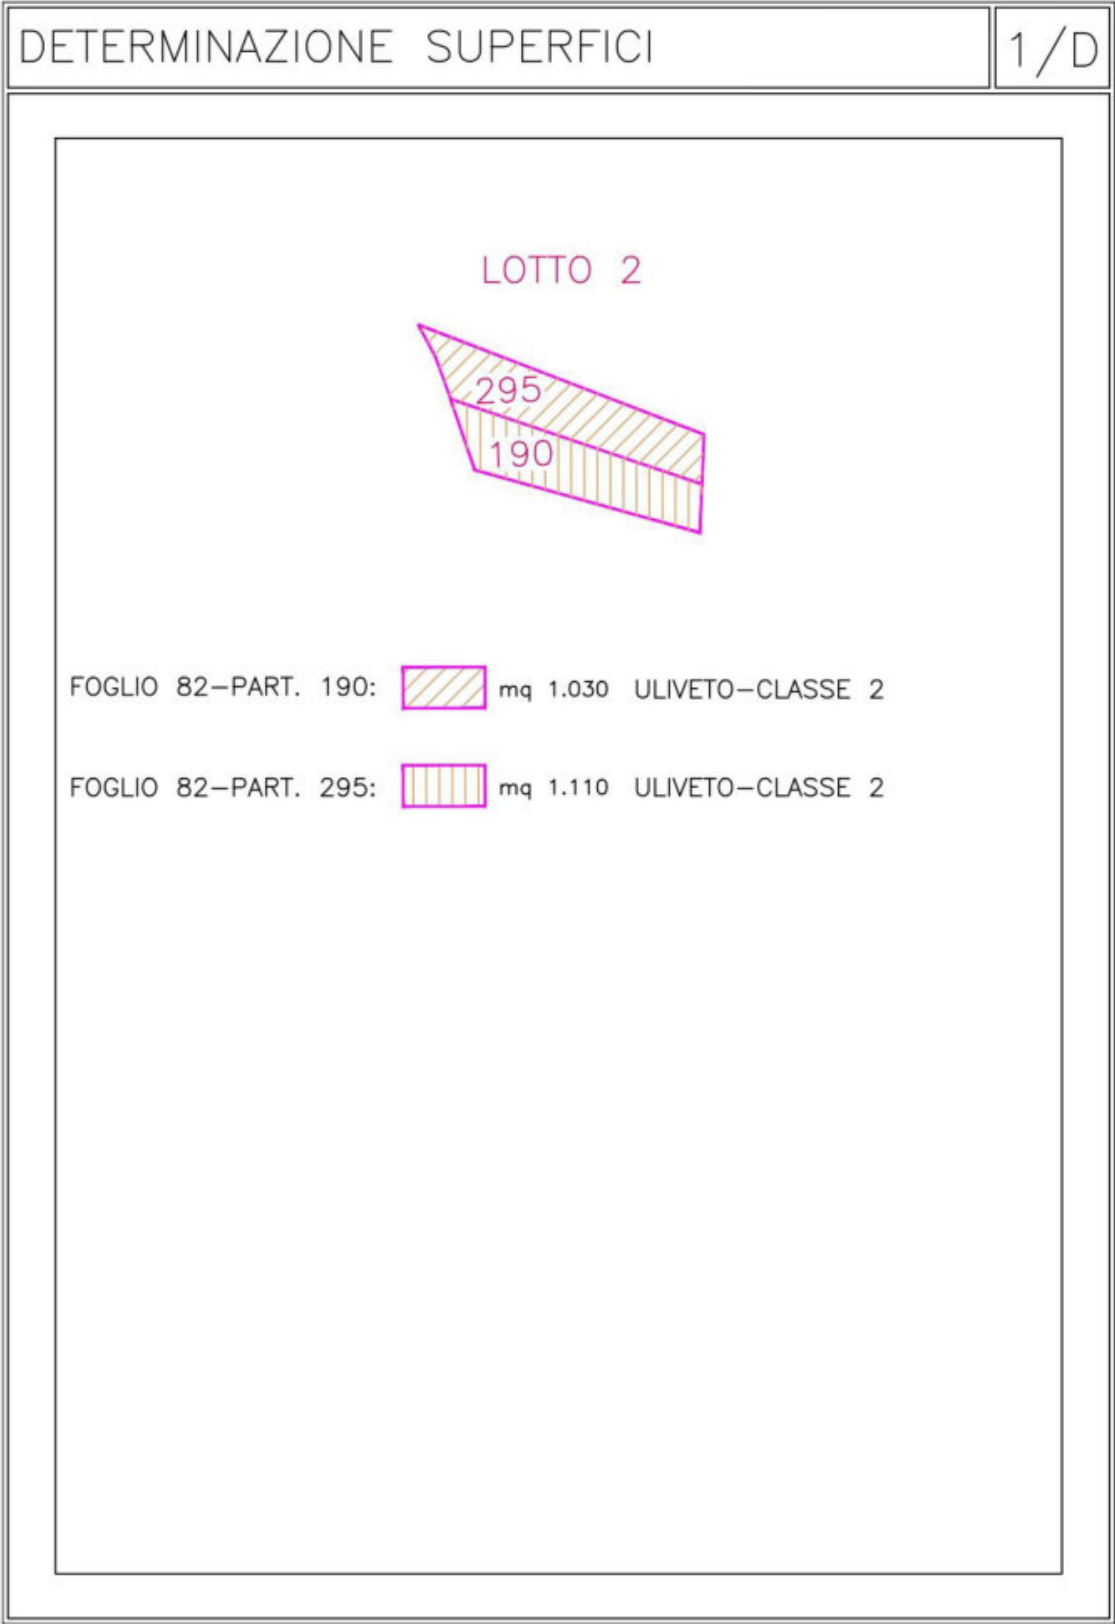 DETERMINAZIONE SUPERFICI 1/D
LOTTO 2
295
190
FOGLIO 82-PART. 190: mq 1.030 ULIVETO-CLASSE 2
FOGLIO 82-PART. 295: mq 1.110 ULIVETO-CLASSE 2